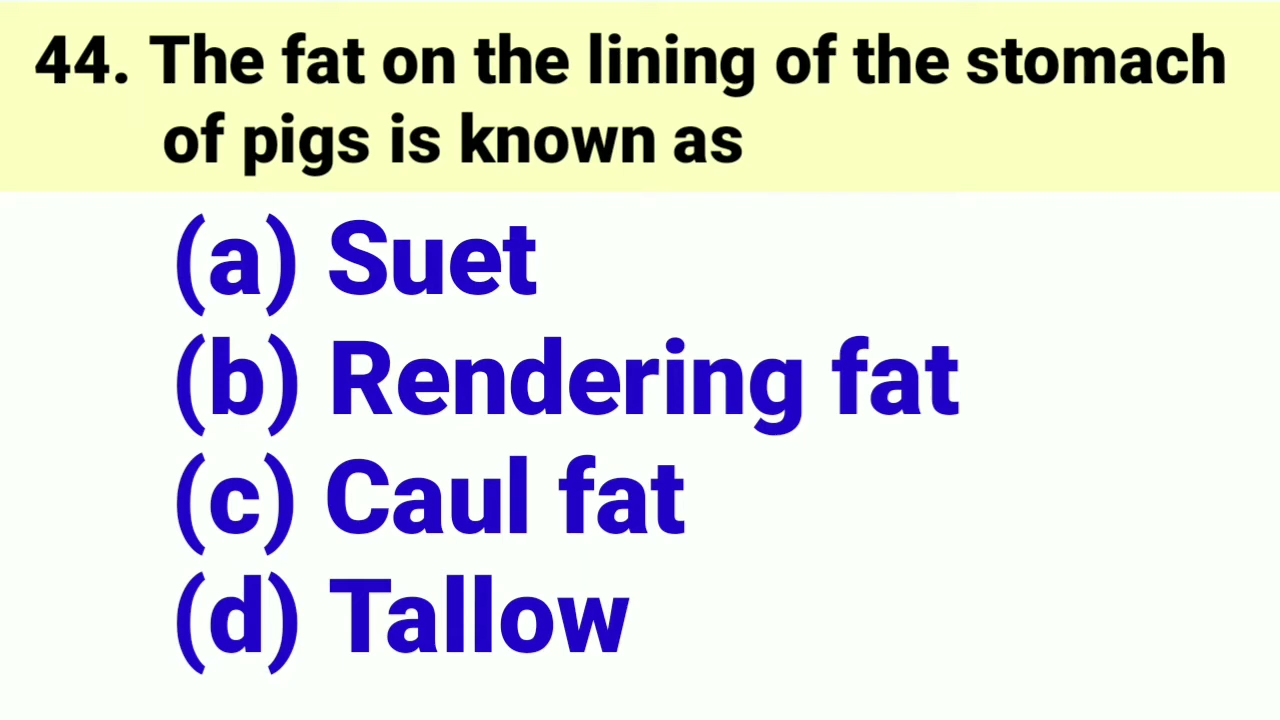 44. The fat on the lining of the stomach
of pigs is known as
(a) Suet
(b) Rendering fat
(c) Caul fat
(d) Tallow